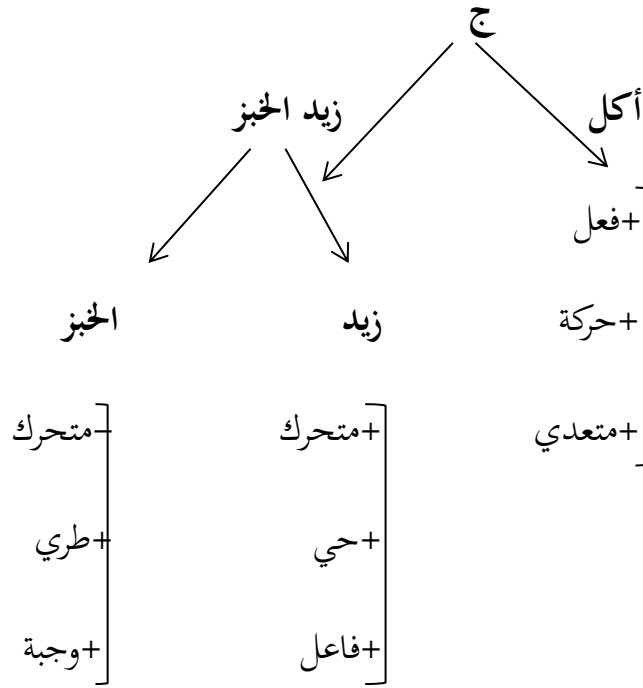 ج
أكل
زيد الخبز
+فعل
زيد
الخبز
+حركة
+متعدي
+متحرك
-متحرك
+حي
+طري
+فاعل
+وجبة